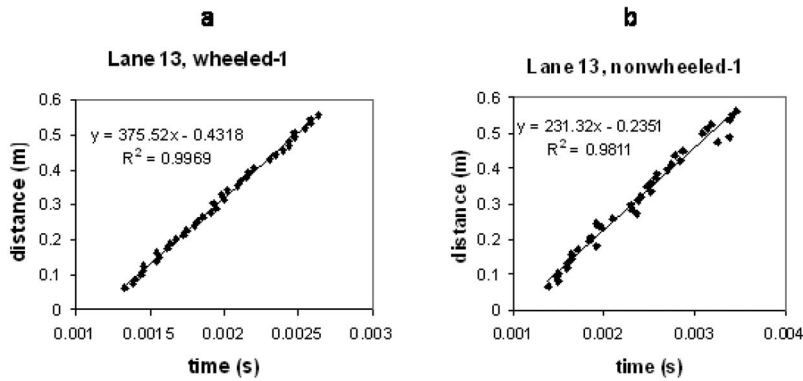 a
Lane 13, wheeled-1
0.6
0.5
0.4
0.3
0.2
0.1
0
y = 375.52x - 0.4318
R² = 0.9969
distance (m)
0.001
0.0015
0.002
0.0025
0.003
time (s)
b
Lane 13, nonwheeled-1
0.6
0.5
0.4
0.3
0.2
0.1
0
y = 231.32x - 0.2351
R² = 0.9811
distance (m)
0.001
0.002
0.003
0.004
time (s)